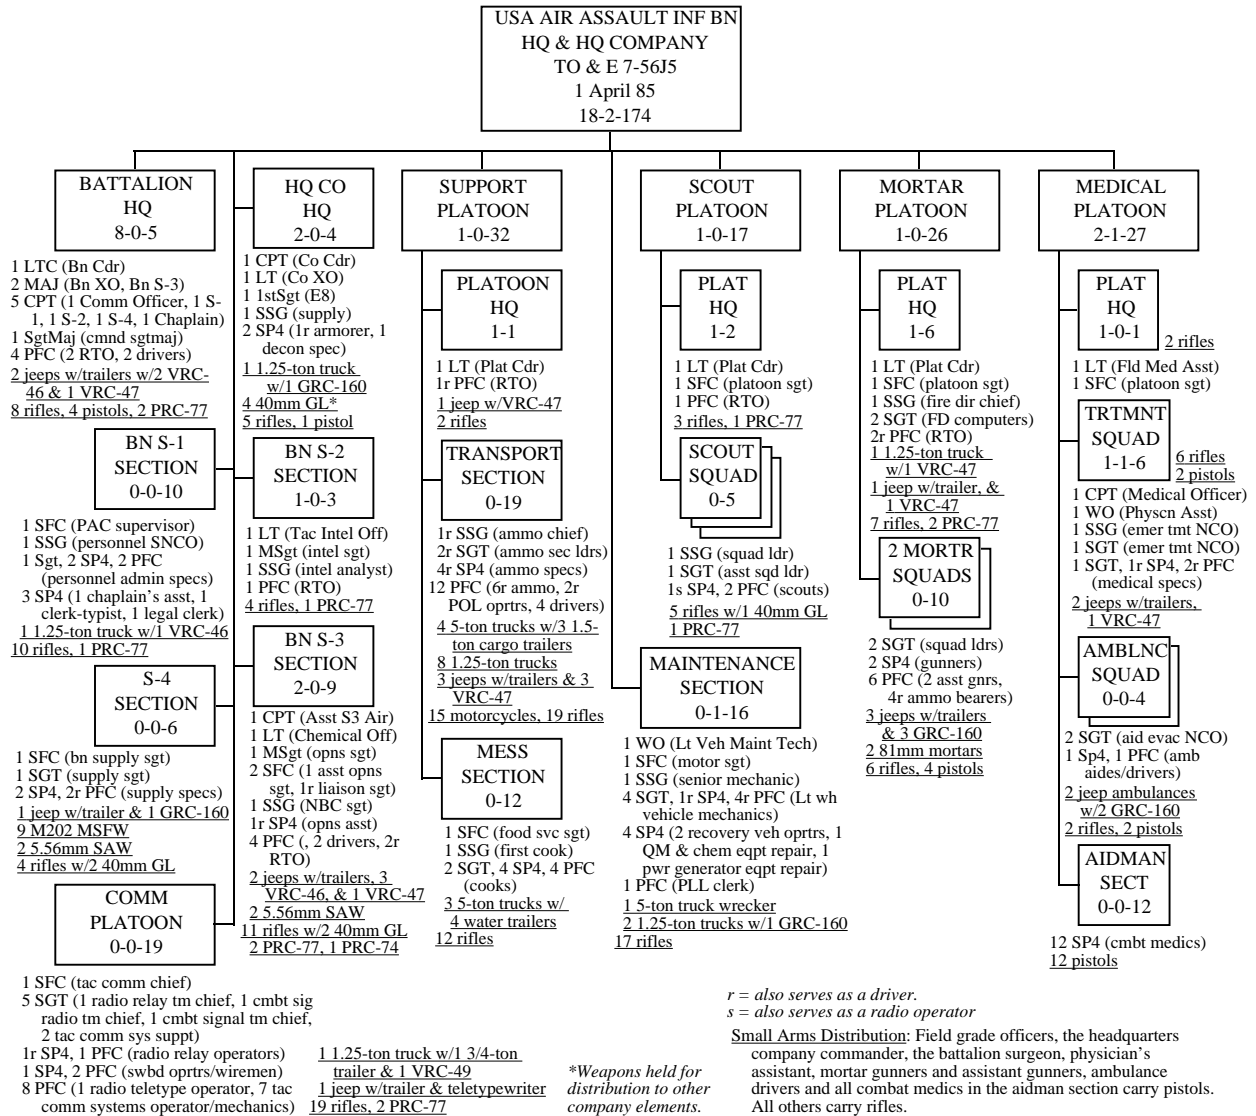 USA AIR ASSAULT INF BN
HQ & HQ COMPANY
TO & E 7-56J5
1 April 85
18-2-174
BATTALION
HQ
8-0-5
1 LTC (Bn Cdr)
2 MAJ (Bn XO, Bn S-3)
5 CPT (1 Comm Officer, 1 S-
1, 1 S-2, 1 S-4, 1 Chaplain)
1 SgtMaj (cmnd sgtmaj)
4 PFC (2 RTO, 2 drivers)
2 jeeps w/trailers w/2 VRC-
46 & 1 VRC-47
8 rifles, 4 pistols, 2 PRC-77
BN S-1
SECTION
0-0-10
1 SFC (PAC supervisor)
1 SSG (personnel SNCO)
1 Sgt, 2 SP4, 2 PFC
(personnel admin specs)
3 SP4 (1 chaplain's asst, 1
clerk-typist, 1 legal clerk)
1 1.25-ton truck w/1 VRC-46
10 rifles, 1 PRC-77
S-4
SECTION
0-0-6
1 SFC (bn supply sgt)
1 SGT (supply sgt)
2 SP4, 2r PFC (supply specs)
1 jeep w/trailer & 1 GRC-160
9 M202 MSFW
2 5.56mm SAW
4 rifles w/2 40mm GL
COMM
PLATOON
0-0-19
1 SFC (tac comm chief)
5 SGT (1 radio relay tm chief, 1 cmbt sig
radio tm chief, 1 cmbt signal tm chief,
2 tac comm sys suppt)
1r SP4, 1 PFC (radio relay operators)
1 SP4, 2 PFC (swbd oprtrs/wiremen)
8 PFC (1 radio teletype operator, 7 tac
comm systems operator/mechanics)
1 1.25-ton truck w/1 3/4-ton
trailer & 1 VRC-49
1 jeep w/trailer & teletypewriter
19 rifles, 2 PRC-77
HQ CO
HQ
2-0-4
1 CPT (Co Cdr)
1 LT (Co XO)
1 1stSgt (E8)
1 SSG (supply)
2 SP4 (1r armorer, 1
decon spec)
1 1.25-ton truck
w/1 GRC-160
4 40mm GL*
5 rifles, 1 pistol
BN S-2
SECTION
1-0-3
1 LT (Tac Intel Off)
1 MSgt (intel sgt)
1 SSG (intel analyst)
1 PFC (RTO)
4 rifles, 1 PRC-77
BN S-3
SECTION
2-0-9
1 CPT (Asst S3 Air)
1 LT (Chemical Off)
1 MSgt (opns sgt)
2 SFC (1 asst opns
sgt, 1r liaison sgt)
1 SSG (NBC sgt)
1r SP4 (opns asst)
4 PFC (, 2 drivers, 2r
RTO)
2 jeeps w/trailers, 3
VRC-46, & 1 VRC-47
2 5.56mm SAW
11 rifles w/2 40mm GL
2 PRC-77, 1 PRC-74
SUPPORT
PLATOON
1-0-32
PLATOON
HQ
1-1
1 LT (Plat Cdr)
1r PFC (RTO)
1 jeep w/VRC-47
2 rifles
TRANSPORT
SECTION
0-19
1r SSG (ammo chief)
2r SGT (ammo sec ldrs)
4r SP4 (ammo specs)
12 PFC (6r ammo, 2r
POL oprtrs, 4 drivers)
4 5-ton trucks w/3 1.5-
ton cargo trailers
8 1.25-ton trucks
3 jeeps w/trailers & 3
VRC-47
15 motorcycles, 19 rifles
MESS
SECTION
0-12
1 SFC (food svc sgt)
1 SSG (first cook)
2 SGT, 4 SP4, 4 PFC
(cooks)
3 5-ton trucks w/
4 water trailers
12 rifles
SCOUT
PLATOON
1-0-17
PLAT
HQ
1-2
1 LT (Plat Cdr)
1 SFC (platoon sgt)
1 PFC (RTO)
3 rifles, 1 PRC-77
SCOUT
SQUAD
0-5
1 SSG (squad ldr)
1 SGT (asst sqd ldr)
1s SP4, 2 PFC (scouts)
5 rifles w/1 40mm GL
1 PRC-77
MAINTENANCE
SECTION
0-1-16
1 WO (Lt Veh Maint Tech)
1 SFC (motor sgt)
1 SSG (senior mechanic)
4 SGT, 1r SP4, 4r PFC (Lt wh
vehicle mechanics)
4 SP4 (2 recovery veh oprtrs, 1
QM & chem eqpt repair, 1
pwr generator eqpt repair)
1 PFC (PLL clerk)
1 5-ton truck wrecker
2 1.25-ton trucks w/1 GRC-160
17 rifles
MORTAR
PLATOON
1-0-26
PLAT
HQ
1-6
1 LT (Plat Cdr)
1 SFC (platoon sgt)
1 SSG (fire dir chief)
2 SGT (FD computers)
2r PFC (RTO)
1 1.25-ton truck
w/1 VRC-47
1 jeep w/trailer, &
1 VRC-47
7 rifles, 2 PRC-77
2 MORTR
SQUADS
0-10
2 SGT (squad ldrs)
2 SP4 (gunners)
6 PFC (2 asst gnrs,
4r ammo bearers)
3 jeeps w/trailers
& 3 GRC-160
2 81mm mortars
6 rifles, 4 pistols
MEDICAL
PLATOON
2-1-27
PLAT
HQ
1-0-1
2 rifles
1 LT (Fld Med Asst)
1 SFC (platoon sgt)
TRTMNT
SQUAD
1-1-6
6 rifles
2 pistols
1 CPT (Medical Officer)
1 WO (Physcn Asst)
1 SSG (emer tmt NCO)
1 SGT (emer tmt NCO)
1 SGT, 1r SP4, 2r PFC
(medical specs)
2 jeeps w/trailers,
1 VRC-47
AMBLNC
SQUAD
0-0-4
2 SGT (aid evac NCO)
1 Sp4, 1 PFC (amb
aides/drivers)
2 jeep ambulances
w/2 GRC-160
2 rifles, 2 pistols
AIDMAN
SECT
0-0-12
12 SP4 (cmbt medics)
12 pistols
*Weapons held for
distribution to other
company elements.
r = also serves as a driver.
s = also serves as a radio operator
Small Arms Distribution: Field grade officers, the headquarters
company commander, the battalion surgeon, physician's
assistant, mortar gunners and assistant gunners, ambulance
drivers and all combat medics in the aidman section carry pistols.
All others carry rifles.